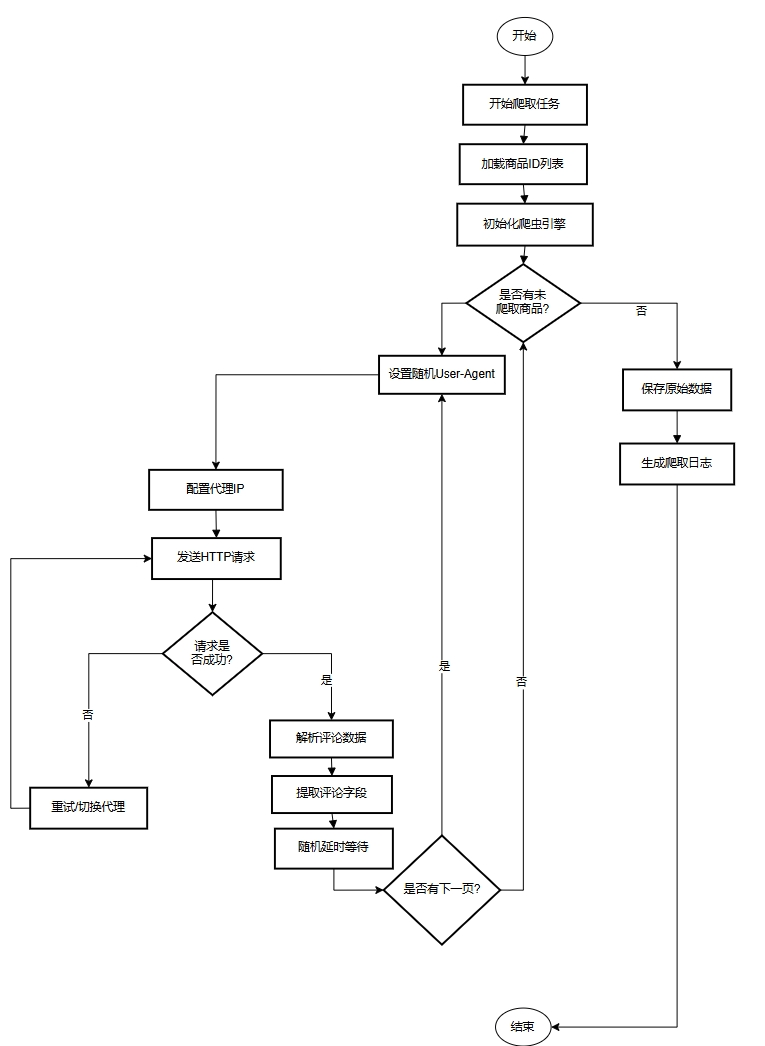 开始
开始爬取任务
加载商品ID列表
初始化爬虫引擎
是否有未
爬取商品?
否
设置随机User-Agent
保存原始数据
生成爬取日志
配置代理IP
发送HTTP请求
请求是
否成功?
是
否
是
否
解析评论数据
提取评论字段
重试/切换代理
随机延时等待
是否有下一页?
结束